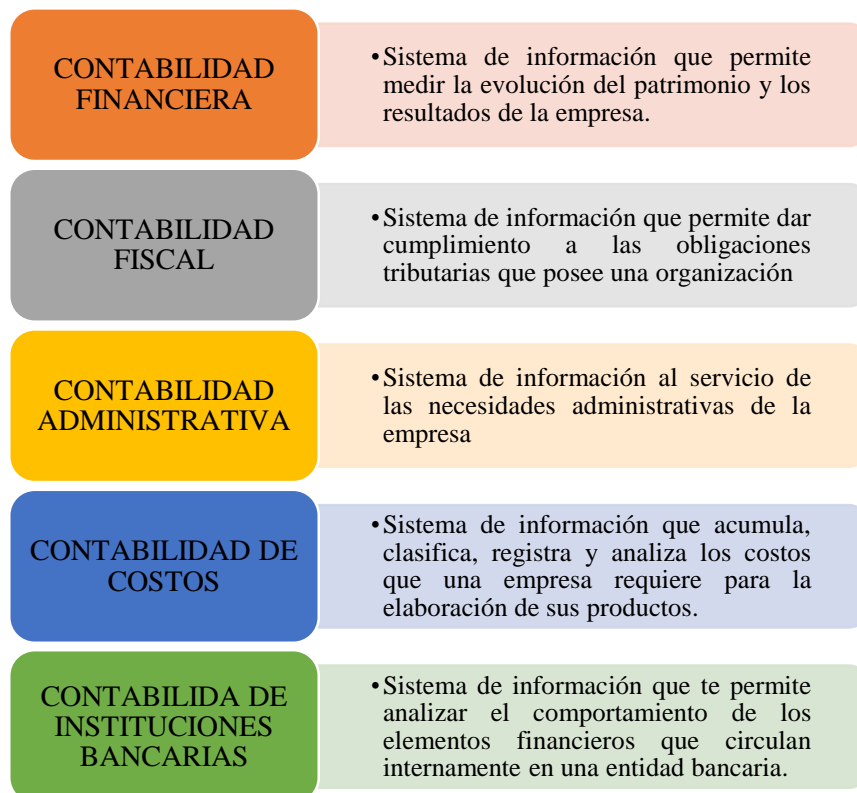 CONTABILIDAD
FINANCIERA
•Sistema de información que permite
medir la evolución del patrimonio y los
resultados de la empresa.
CONTABILIDAD
FISCAL
•Sistema de información que permite dar
cumplimiento a las obligaciones
tributarias que posee una organización
CONTABILIDAD
ADMINISTRATIVA
•Sistema de información al servicio de
las necesidades administrativas de la
empresa
CONTABILIDAD DE
COSTOS
•Sistema de información que acumula,
clasifica, registra y analiza los costos
que una empresa requiere para la
elaboración de sus productos.
CONTABILIDA DE
INSTITUCIONES
BANCARIAS
•Sistema de información que te permite
analizar el comportamiento de los
elementos financieros que circulan
internamente en una entidad bancaria.